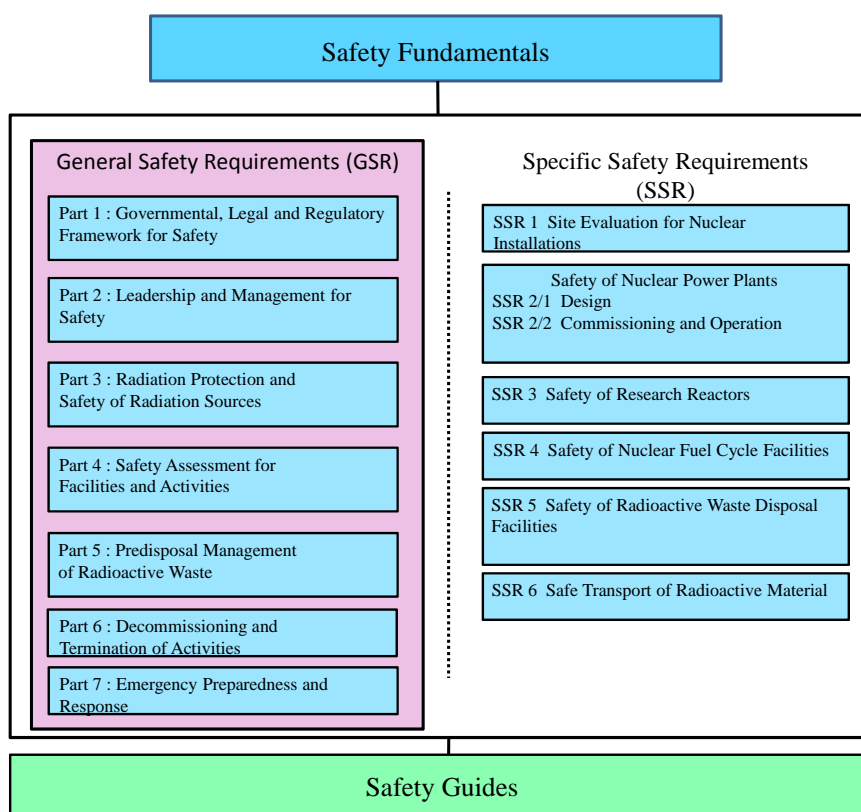 Safety Fundamentals
General Safety Requirements (GSR)
Part 1 : Governmental, Legal and Regulatory
Framework for Safety
Part 2 : Leadership and Management for
Safety
Part 3 : Radiation Protection and
Safety of Radiation Sources
Part 4 : Safety Assessment for
Facilities and Activities
Part 5 : Predisposal Management
of Radioactive Waste
Part 6 : Decommissioning and
Termination of Activities
Part 7 : Emergency Preparedness and
Response
Specific Safety Requirements
(SSR)
SSR 1 Site Evaluation for Nuclear
Installations
Safety of Nuclear Power Plants
SSR 2/1 Design
SSR 2/2 Commissioning and Operation
SSR 3 Safety of Research Reactors
SSR 4 Safety of Nuclear Fuel Cycle Facilities
SSR 5 Safety of Radioactive Waste Disposal
Facilities
SSR 6 Safe Transport of Radioactive Material
Safety Guides